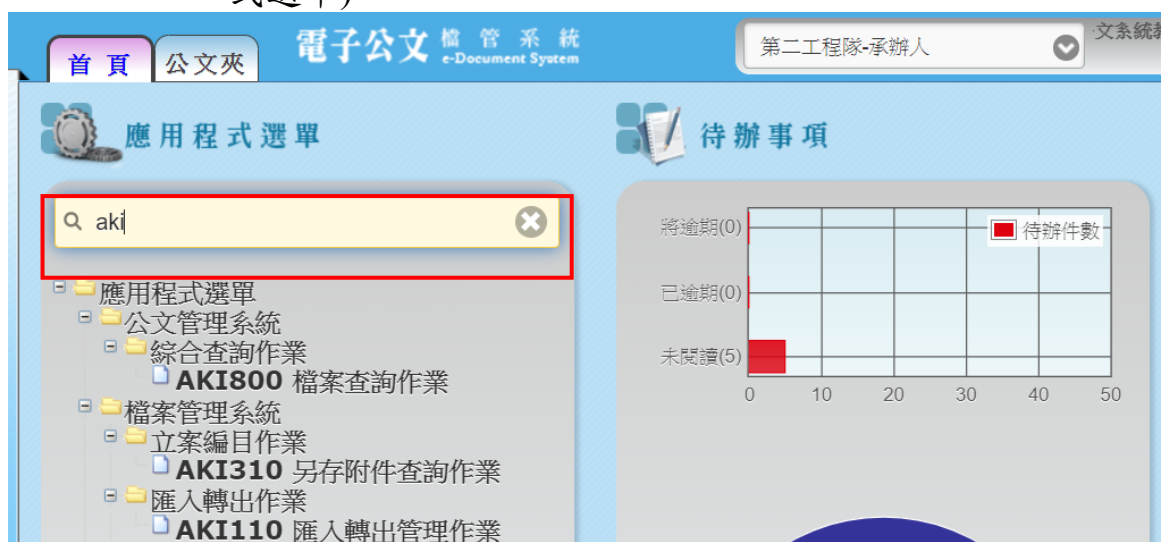 首 頁
公文夾
電子公文 檔 管 系 統
e-Document System
第二工程隊-承辦人
應用程式選單
待辦事項
aki
應用程式選單
公文管理系統
綜合查詢作業
AKI800 檔案查詢作業
檔案管理系統
立案編目作業
AKI310 另存附件查詢作業
匯入轉出作業
AKI110 匯入轉出管理作業
將逾期(0)
已逾期(0)
未閱讀(5)
待辦件數
0 10 20 30 40 50